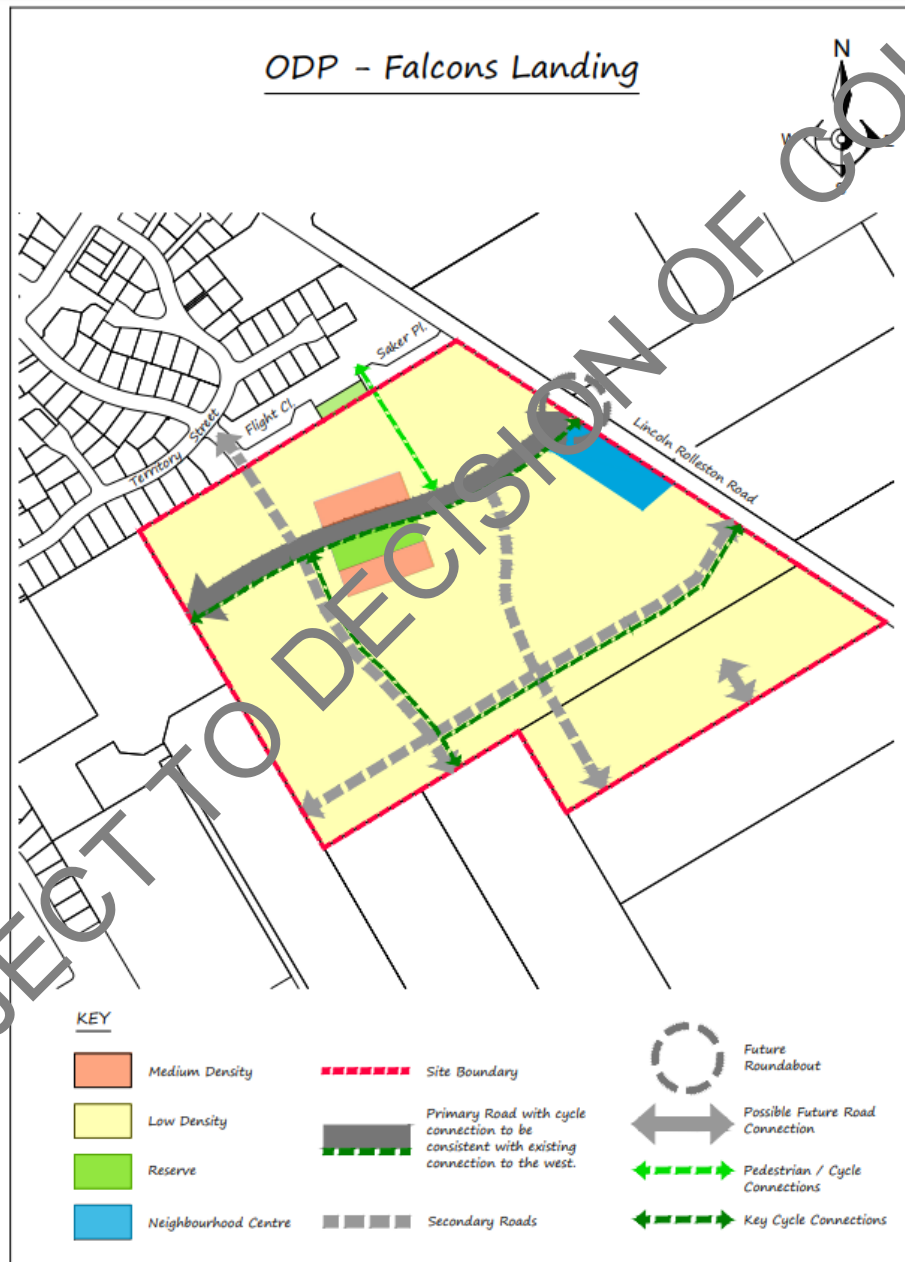 ODP - Falcons Landing
N
W
E
S
Saker Pl.
Flight Cl.
Territory Street
Lincoln Rolleston Road
SUBJECT TO DECISION OF COU
KEY
Medium Density
Low Density
Reserve
Neighbourhood Centre
Site Boundary
Primary Road with cycle
connection to be
consistent with existing
connection to the west.
Secondary Roads
Future
Roundabout
Possible Future Road
Connection
Pedestrian / Cycle
Connections
Key Cycle Connections